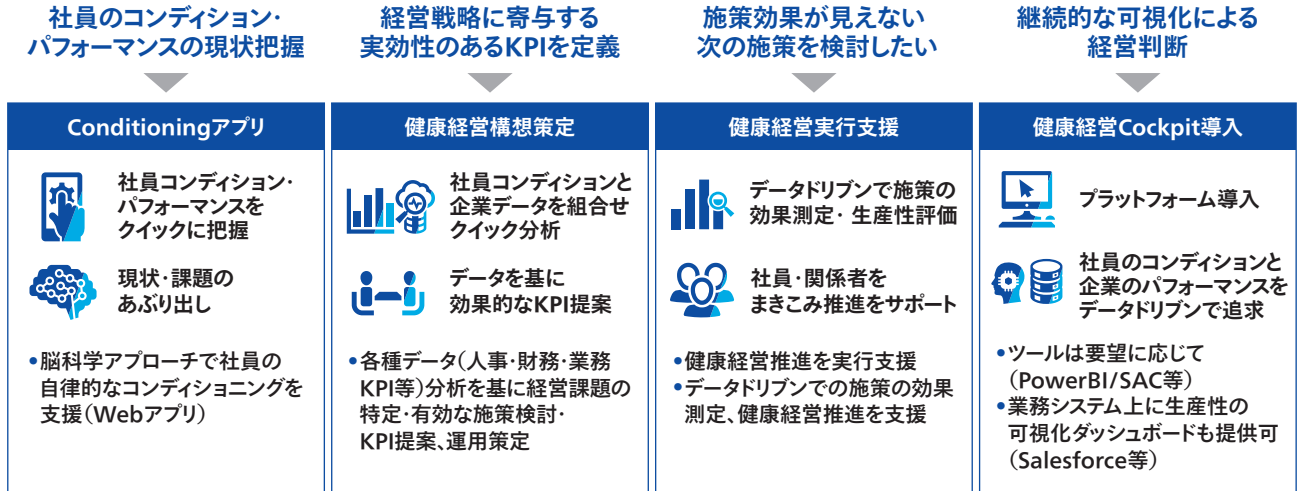 社員のコンディション・
パフォーマンスの現状把握
Conditioningアプリ
社員コンディション・
パフォーマンスを
クイックに把握
現状・課題の
あぶり出し
•脳科学アプローチで社員の
自律的なコンディショニングを
支援(Webアプリ)
経営戦略に寄与する
実効性のあるKPIを定義
健康経営構想策定
社員コンディションと
企業データを組合せ
クイック分析
データを基に
効果的なKPI提案
•各種データ(人事・財務・業務
KPI等)分析を基に経営課題の
特定・有効な施策検討・
KPI提案、運用策定
施策効果が見えない
次の施策を検討したい
健康経営実行支援
データドリブンで施策の
効果測定・生産性評価
社員・関係者を
まきこみ推進をサポート
•健康経営推進を実行支援
•データドリブンでの施策の効果
測定、健康経営推進を支援
継続的な可視化による
経営判断
健康経営Cockpit導入
プラットフォーム導入
社員のコンディションと
企業のパフォーマンスを
データドリブンで追求
•ツールは要望に応じて
(PowerBI/SAC等)
•業務システム上に生産性の
可視化ダッシュボードも提供可
(Salesforce等)